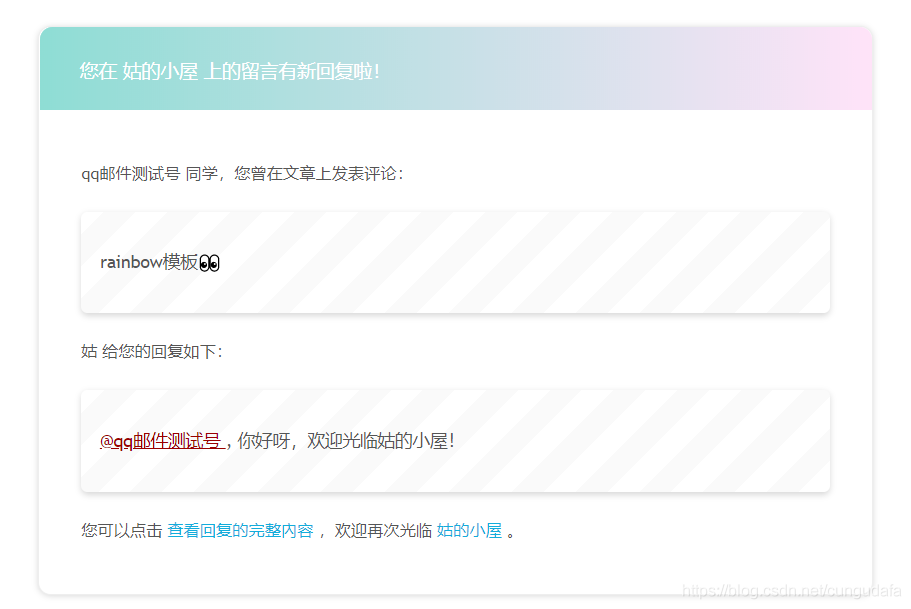 您在 姑的小屋 上的留言有新回复啦！
qq邮件测试号 同学，您曾在文章上发表评论：
rainbow模板👀
姑 给您的回复如下：
@qq邮件测试号 , 你好呀，欢迎光临姑的小屋！
您可以点击 查看回复的完整内容 ，欢迎再次光临 姑的小屋 。
https://blog.csdn.net/cungudafa